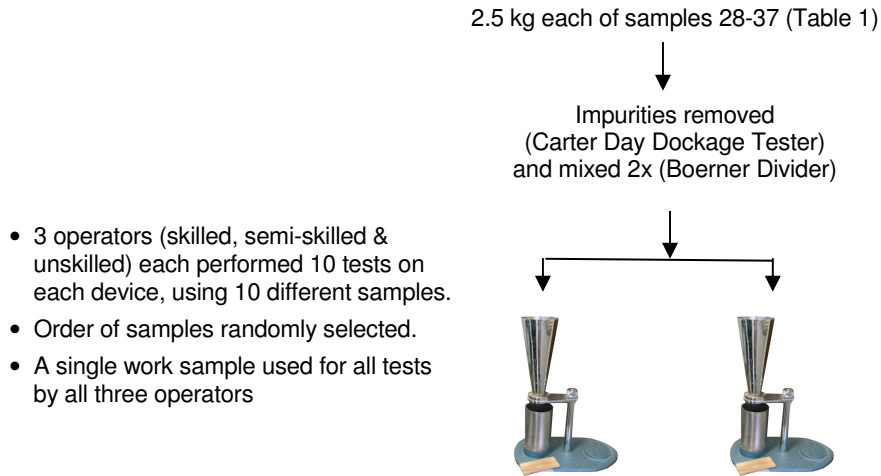 2.5 kg each of samples 28-37 (Table 1)
Impurities removed
(Carter Day Dockage Tester)
and mixed 2x (Boerner Divider)
• 3 operators (skilled, semi-skilled &
unskilled) each performed 10 tests on
each device, using 10 different samples.
• Order of samples randomly selected.
• A single work sample used for all tests
by all three operators